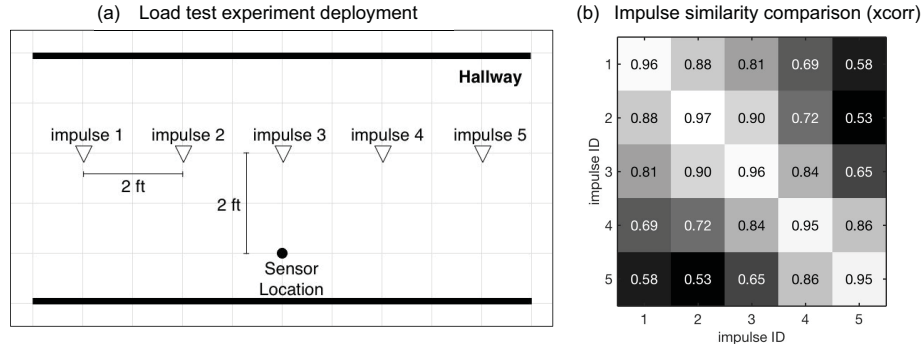 (a) Load test experiment deployment
Hallway
impulse 1 impulse 2 impulse 3 impulse 4 impulse 5
2 ft
2 ft
Sensor
Location
(b) Impulse similarity comparison (xcorr)
impulse ID
1 0.96 0.88 0.81 0.69 0.58
2 0.88 0.97 0.90 0.72 0.53
3 0.81 0.90 0.96 0.84 0.65
4 0.69 0.72 0.84 0.95 0.86
5 0.58 0.53 0.65 0.86 0.95
1 2 3 4 5
impulse ID